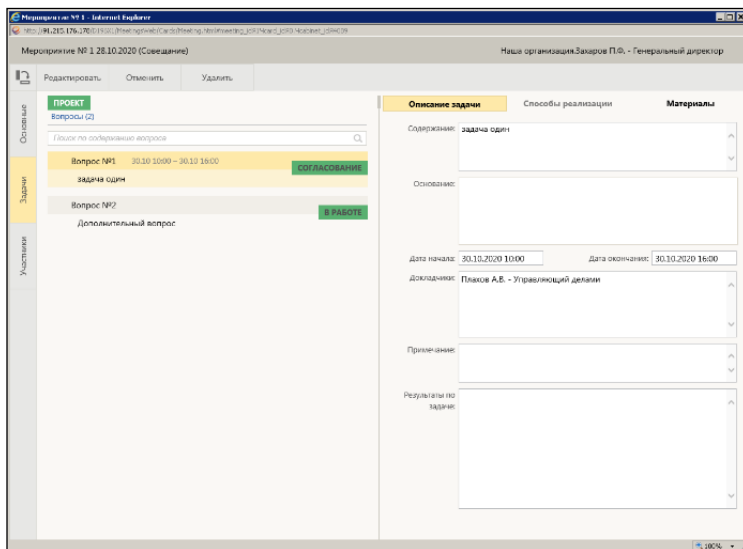 Мероприятие № 1 - Internet Explorer
Мероприятие № 1 28.10.2020 (Совещание)
Наша организация.Захаров П.Ф. - Генеральный директор
Редактировать Отменить Удалить
Основные
Задачи
Участники
ПРОЕКТ
Вопросы (2)
Поиск по содержанию вопроса
Вопрос №1 30.10 10:00 – 30.10 16:00
СОГЛАСОВАНИЕ
задача один
Вопрос №2
В РАБОТЕ
Дополнительный вопрос
Описание задачи Способы реализации Материалы
Содержание: задача один
Основание:
Дата начала: 30.10.2020 10:00 Дата окончания: 30.10.2020 16:00
Докладчики: Плахов А.В. - Управляющий делами
Примечание:
Результаты по
задаче:
100%